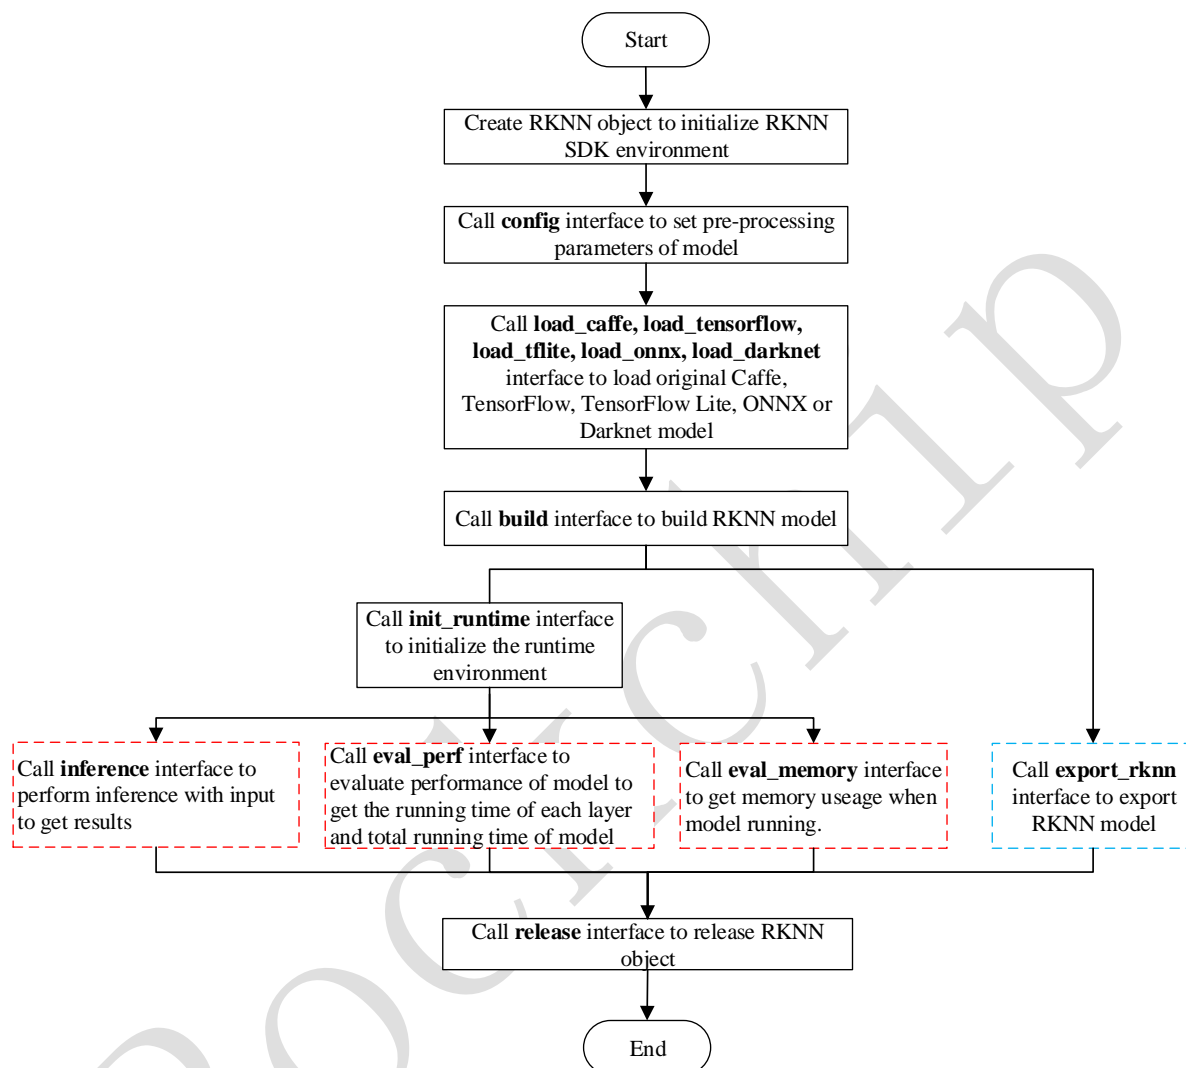 Start
Create RKNN object to initialize RKNN
SDK environment
Call config interface to set pre-processing
parameters of model
Call load_caffe, load_tensorflow,
load_tflite, load_onnx, load_darknet
interface to load original Caffe,
TensorFlow, TensorFlow Lite, ONNX or
Darknet model
Call build interface to build RKNN model
Call init_runtime interface
to initialize the runtime
environment
Call inference interface to
perform inference with input
to get results
Call eval_perf interface to
evaluate performance of model to
get the running time of each layer
and total running time of model
Call eval_memory interface
to get memory useage when
model running.
Call export_rknn
interface to export
RKNN model
Call release interface to release RKNN
object
End
Rockchip